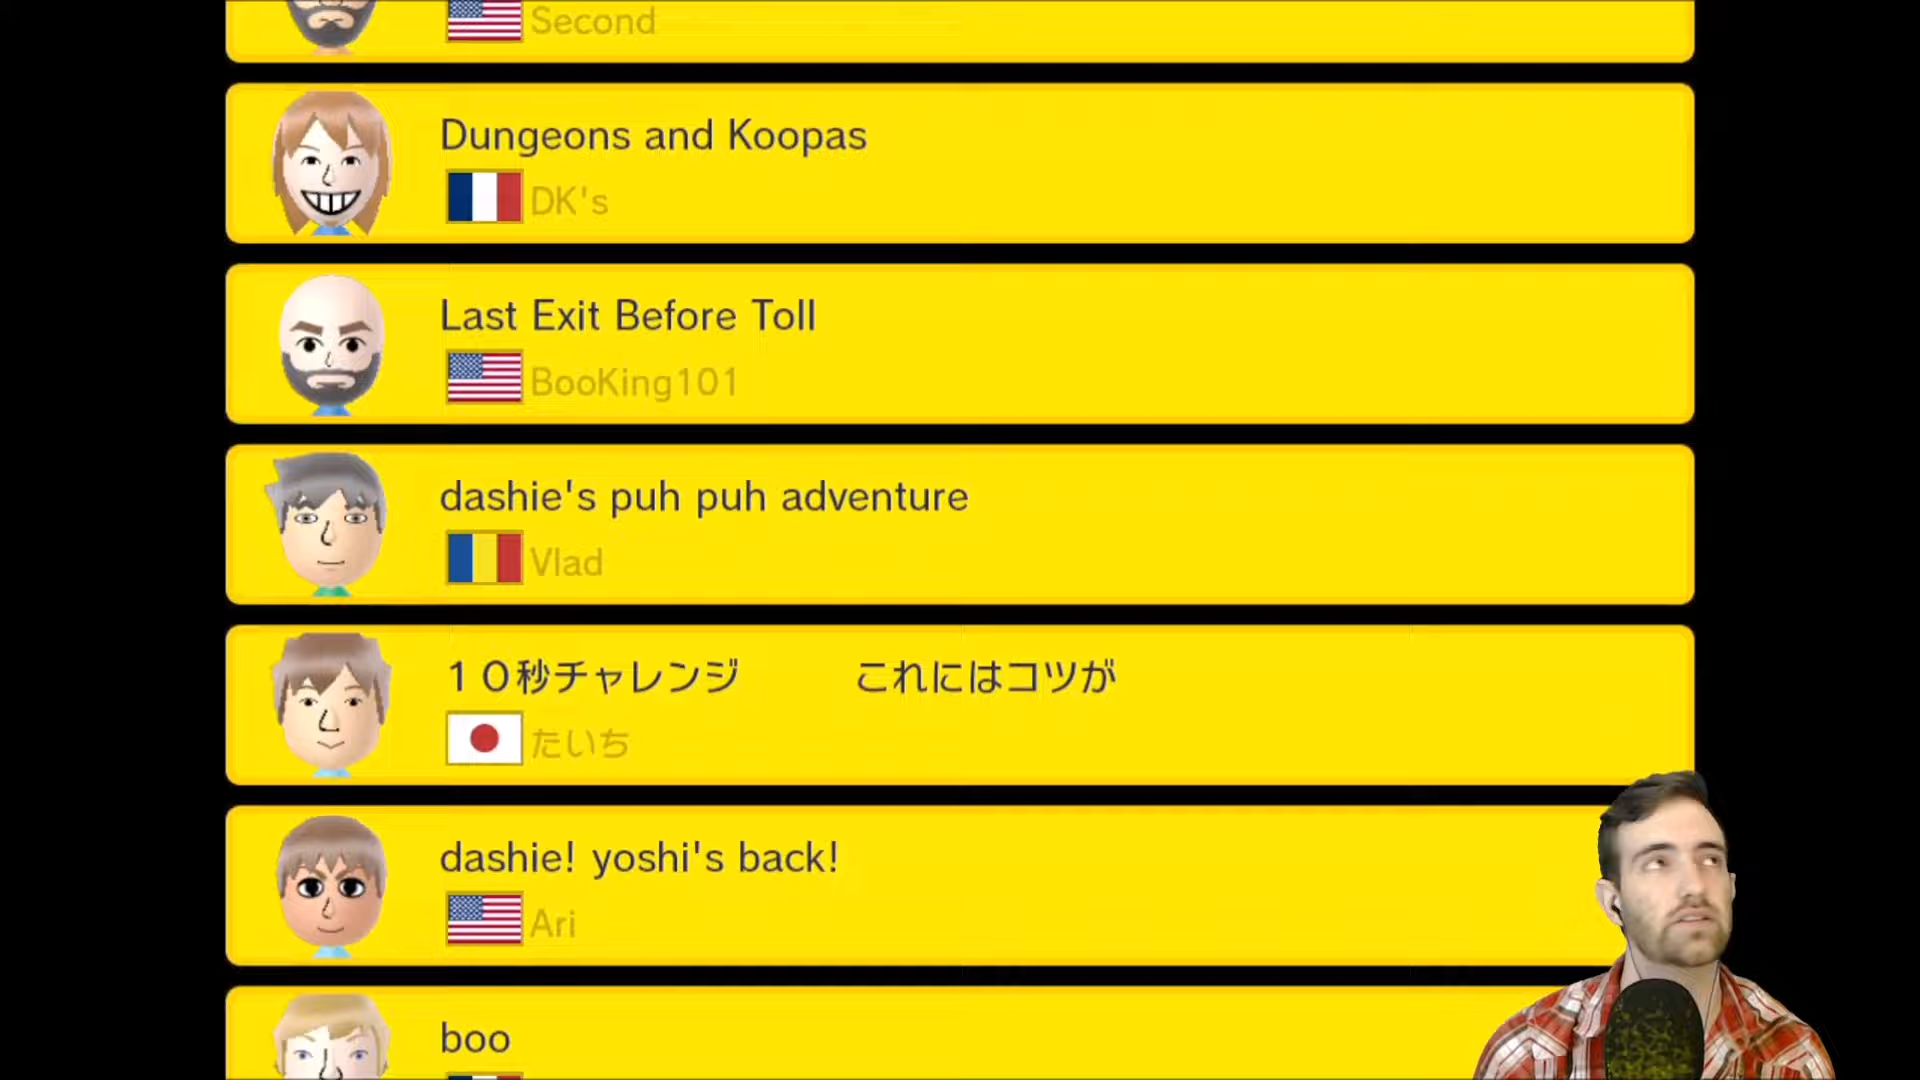 Second
Dungeons and Koopas
DK's
Last Exit Before Toll
BooKing101
dashie's puh puh adventure
Vlad
１０秒チャレンジ　　　これにはコツが
たいち
dashie! yoshi's back!
Ari
boo